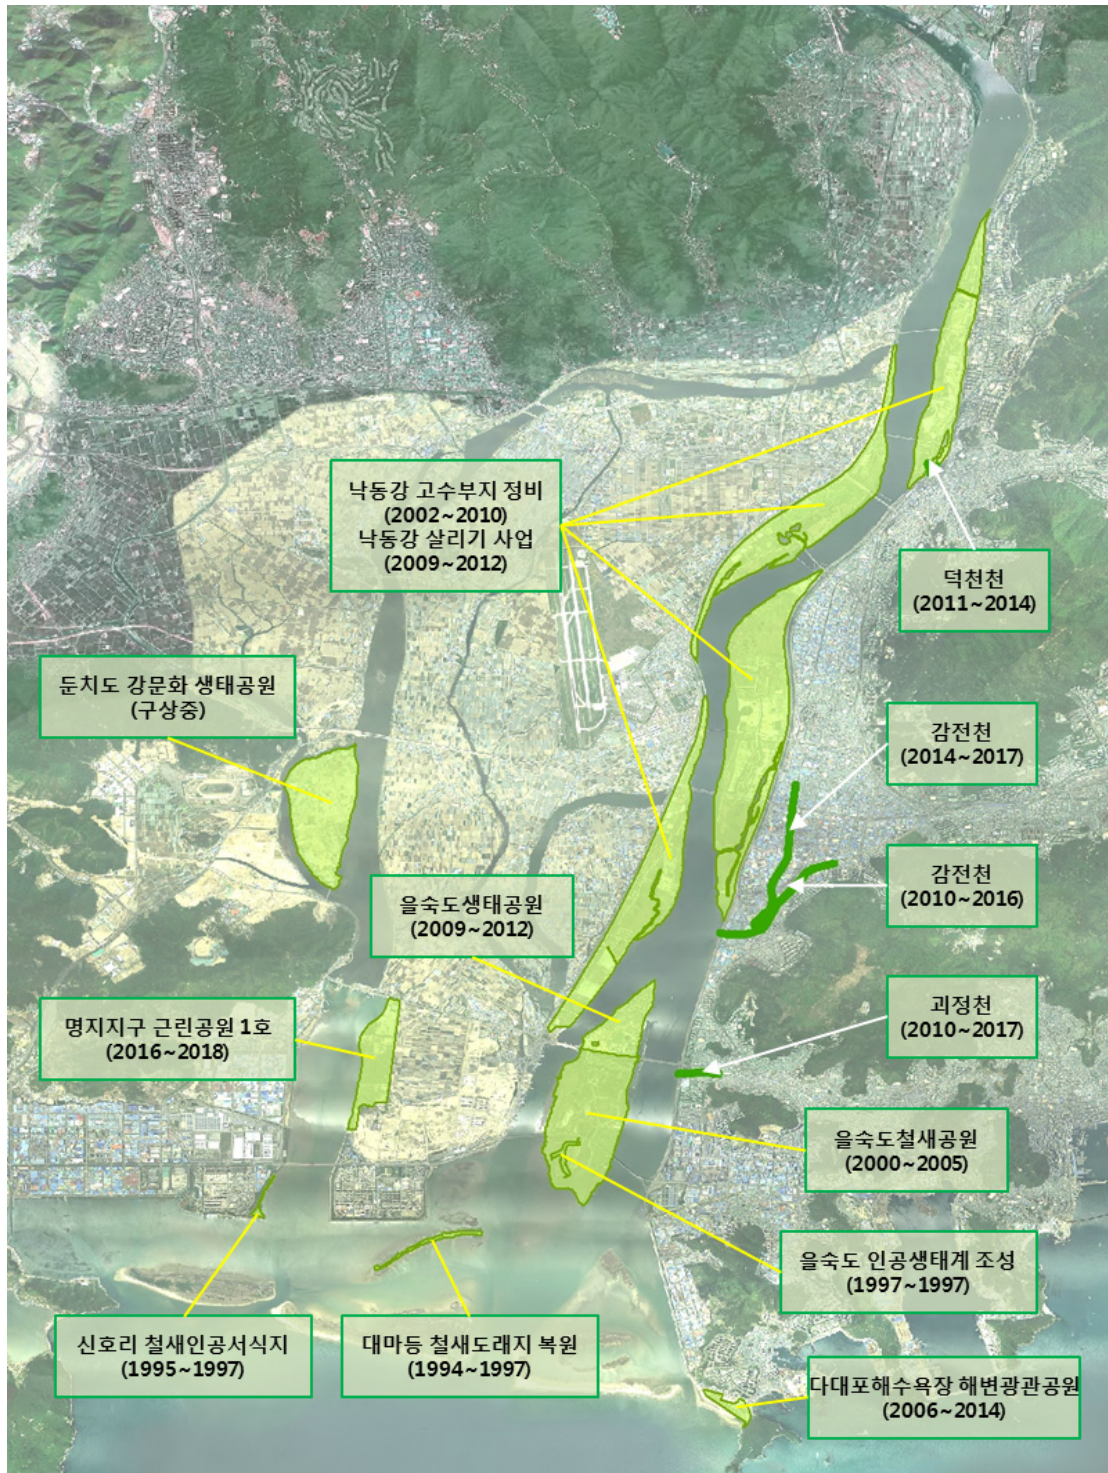 낙동강 고수부지 정비
(2002~2010)
낙동강 살리기 사업
(2009~2012)
덕천천
(2011~2014)
둔치도 강문화 생태공원
(구상중)
감전천
(2014~2017)
감전천
(2010~2016)
을숙도생태공원
(2009~2012)
명지지구 근린공원 1호
(2016~2018)
괴정천
(2010~2017)
을숙도철새공원
(2000~2005)
을숙도 인공생태계 조성
(1997~1997)
신호리 철새인공서식지
(1995~1997)
대마등 철새도래지 복원
(1994~1997)
다대포해수욕장 해변광관공원
(2006~2014)